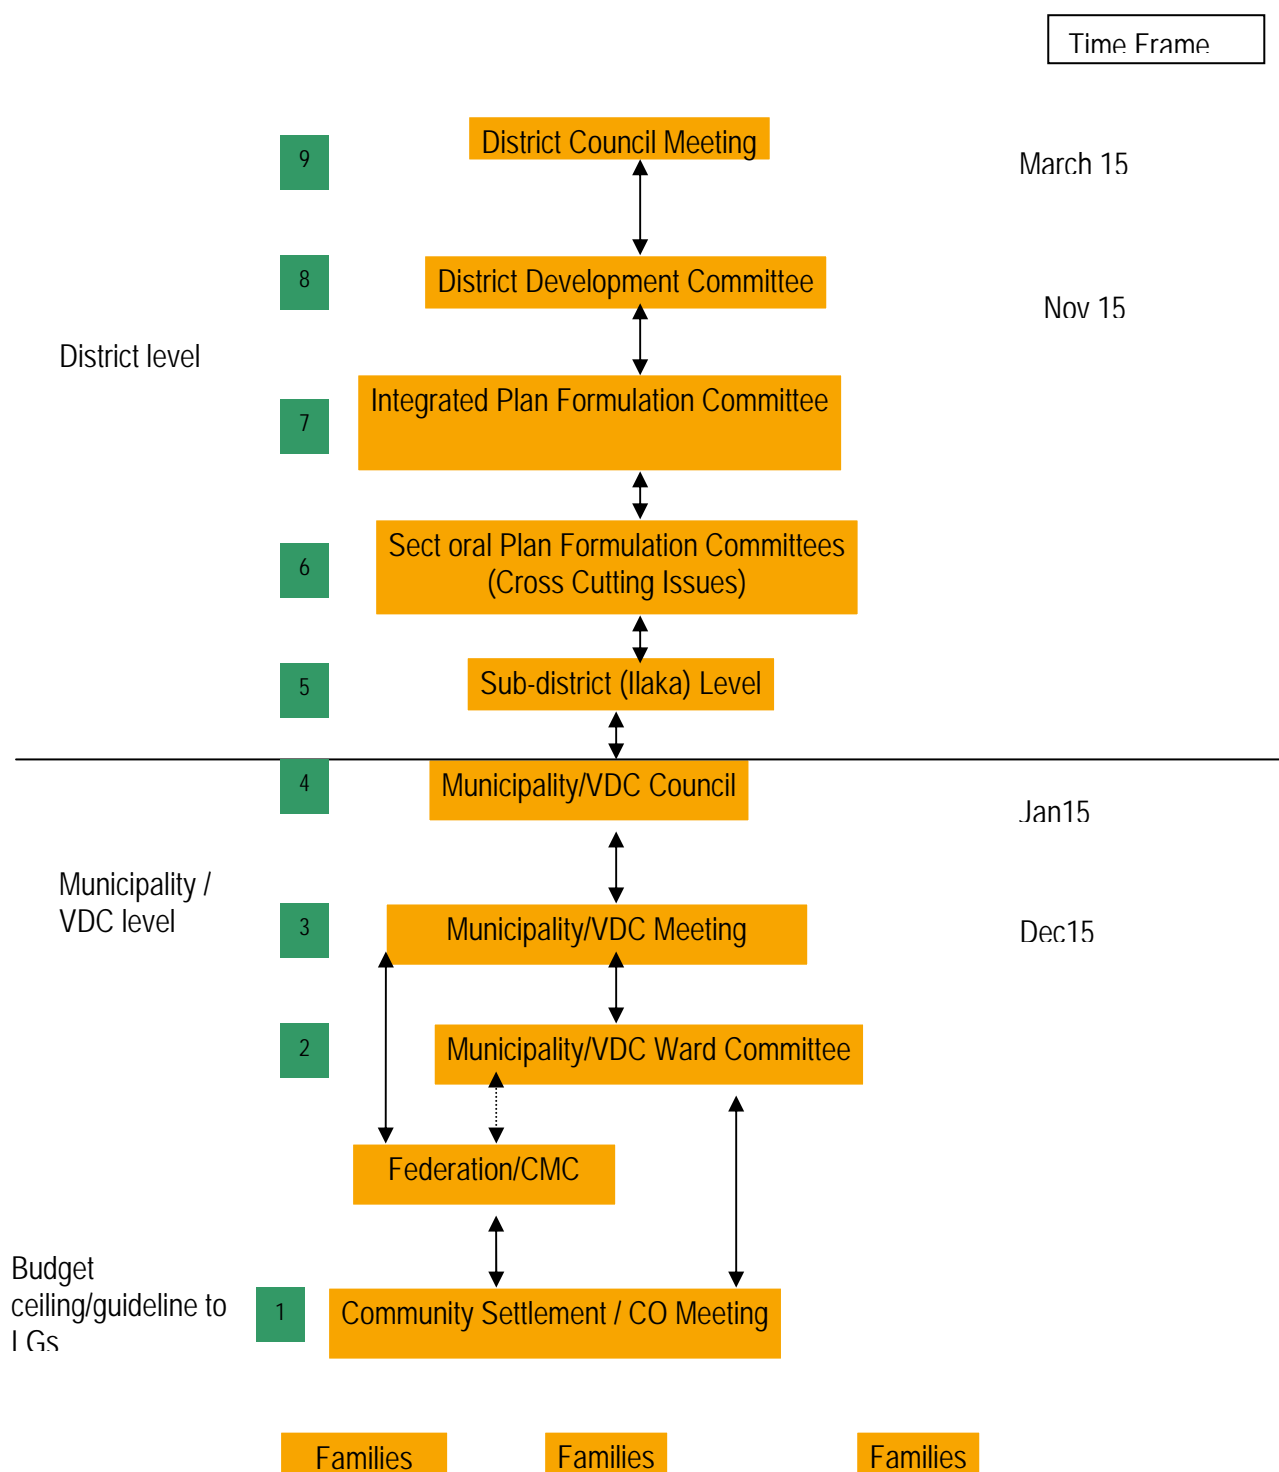 Time Frame
9
District Council Meeting
March 15
8
District Development Committee
Nov 15
District level
7
Integrated Plan Formulation Committee
6
Sect oral Plan Formulation Committees
(Cross Cutting Issues)
5
Sub-district (Ilaka) Level
4
Municipality/VDC Council
Jan15
Municipality /
VDC level
3
Municipality/VDC Meeting
Dec15
2
Municipality/VDC Ward Committee
Federation/CMC
Budget
ceiling/guideline to
LGs
1
Community Settlement / CO Meeting
Families
Families
Families